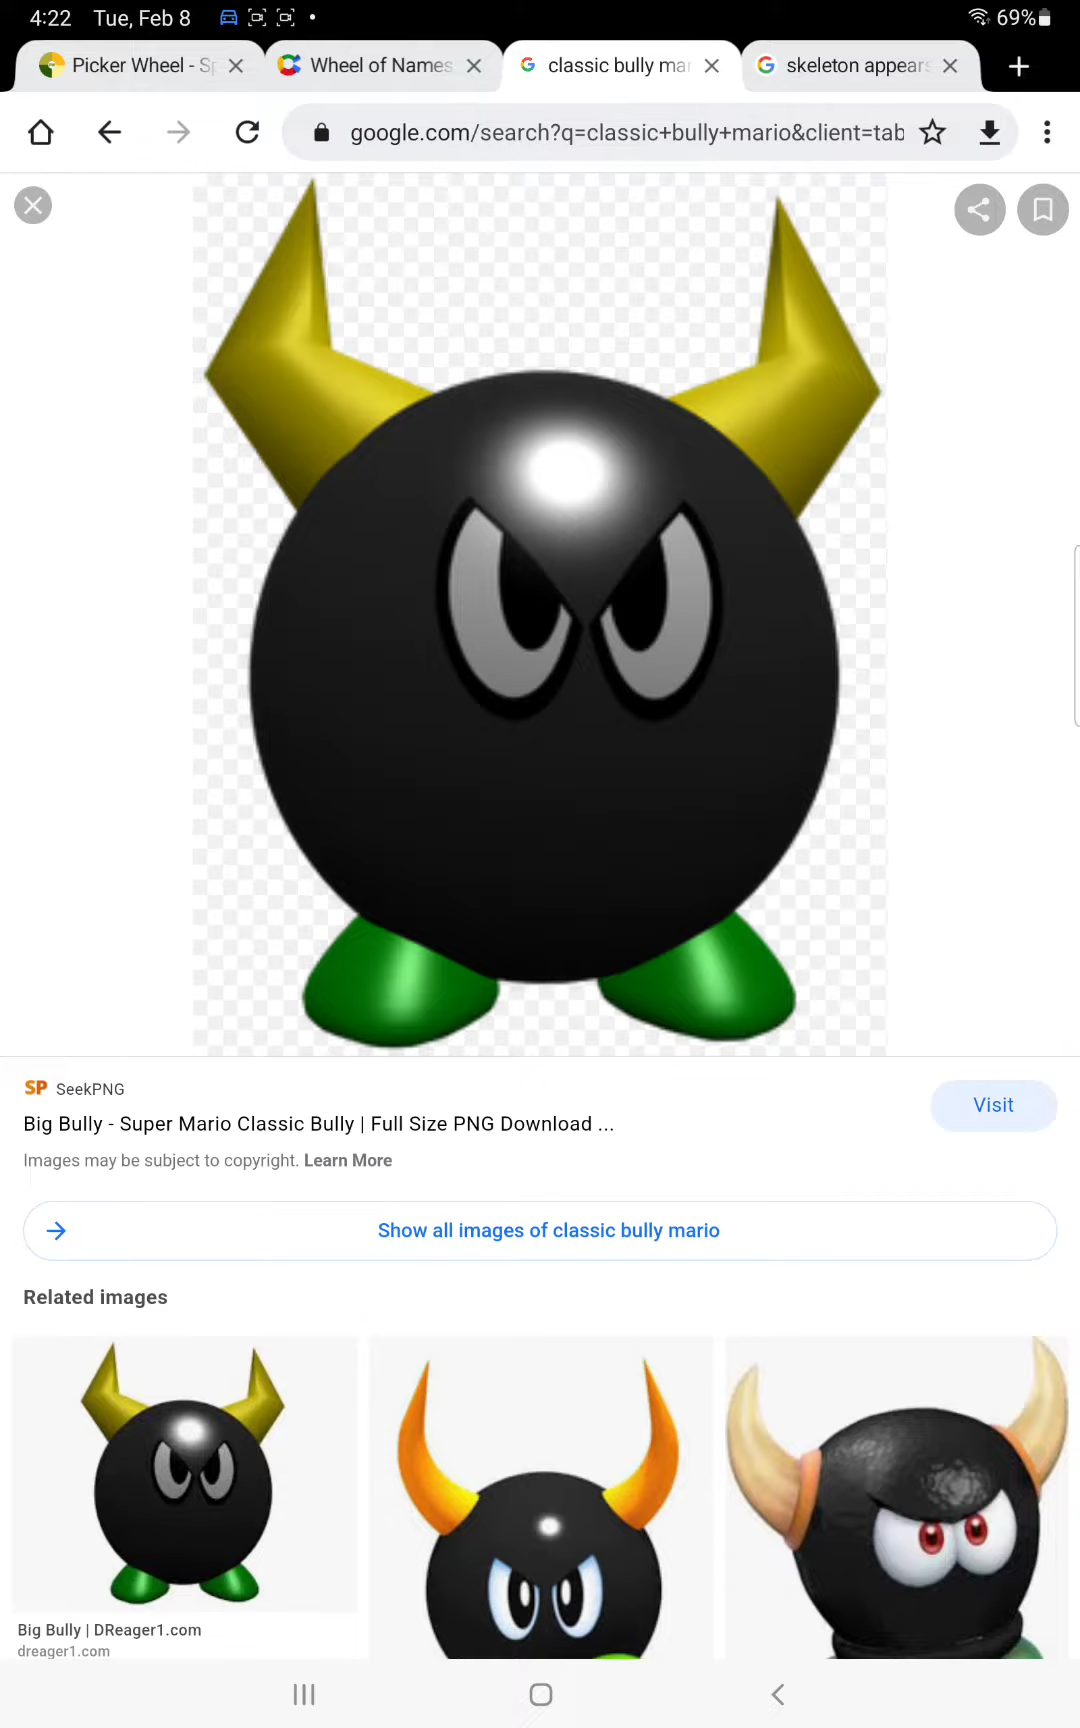 4:22 Tue, Feb 8 69%
Picker Wheel - Sp Wheel of Names classic bully mar skeleton appears
google.com/search?q=classic+bully+mario&client=tab
SP SeekPNG
Big Bully - Super Mario Classic Bully | Full Size PNG Download ...
Visit
Images may be subject to copyright. Learn More
Show all images of classic bully mario
Related images
Big Bully | DReager1.com
dreager1.com